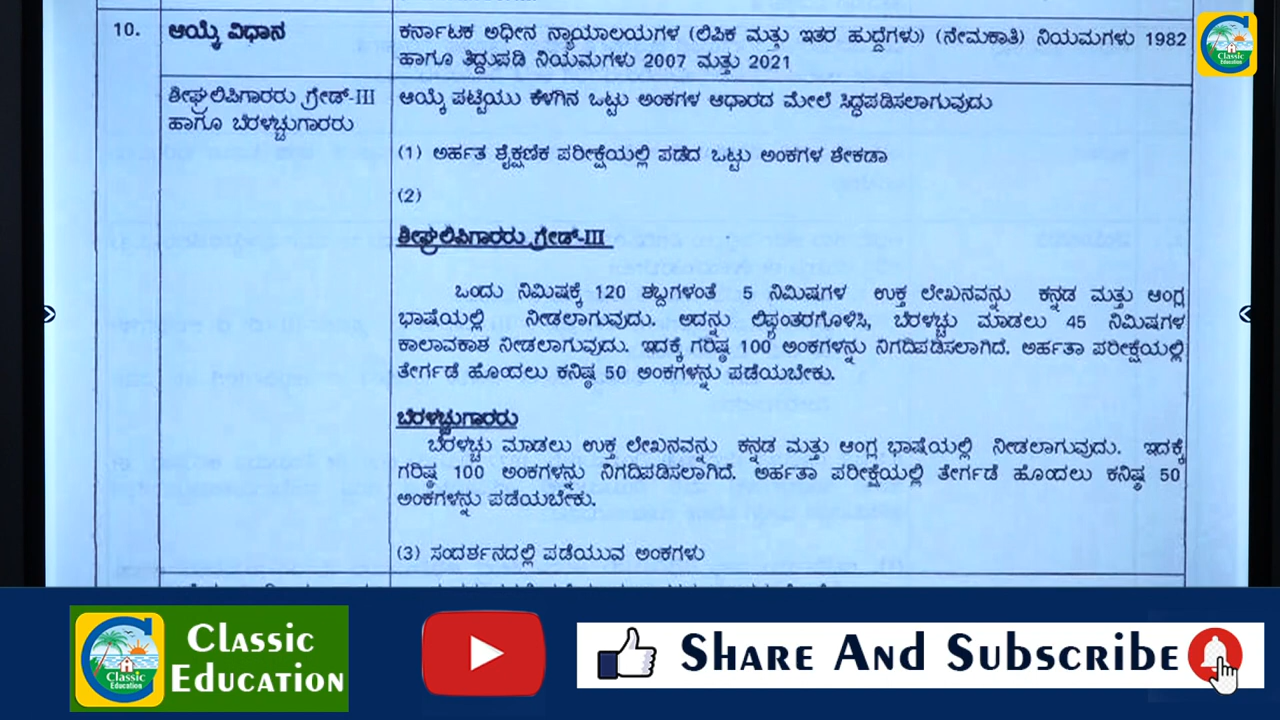 10. ಆಯ್ಕೆ ವಿಧಾನ
ಕರ್ನಾಟಕ ಅಧೀನ ನ್ಯಾಯಾಲಯಗಳ (ಲಿಪಿಕ ಮತ್ತು ಇತರ ಹುದ್ದೆಗಳು) (ನೇಮಕಾತಿ) ನಿಯಮಗಳು 1982
ಹಾಗೂ ತಿದ್ದುಪಡಿ ನಿಯಮಗಳು 2007 ಮತ್ತು 2021
ಶೀಘ್ರಲಿಪಿಗಾರರು ಗ್ರೇಡ್-III
ಹಾಗೂ ಬೆರಳಚ್ಚುಗಾರರು
ಆಯ್ಕೆ ಪಟ್ಟಿಯು ಕೆಳಗಿನ ಒಟ್ಟು ಅಂಕಗಳ ಆಧಾರದ ಮೇಲೆ ಸಿದ್ಧಪಡಿಸಲಾಗುವುದು
(1) ಅರ್ಹತ ಶೈಕ್ಷಣಿಕ ಪರೀಕ್ಷೆಯಲ್ಲಿ ಪಡೆದ ಒಟ್ಟು ಅಂಕಗಳ ಶೇಕಡಾ
(2)
ಶೀಘ್ರಲಿಪಿಗಾರರು ಗ್ರೇಡ್-III
ಒಂದು ನಿಮಿಷಕ್ಕೆ 120 ಶಬ್ದಗಳಂತೆ 5 ನಿಮಿಷಗಳ ಉಕ್ತ ಲೇಖನವನ್ನು ಕನ್ನಡ ಮತ್ತು ಆಂಗ್ಲ
ಭಾಷೆಯಲ್ಲಿ ನೀಡಲಾಗುವುದು. ಅದನ್ನು ಲಿಪ್ಯಂತರಗೊಳಿಸಿ, ಬೆರಳಚ್ಚು ಮಾಡಲು 45 ನಿಮಿಷಗಳ
ಕಾಲಾವಕಾಶ ನೀಡಲಾಗುವುದು. ಇದಕ್ಕೆ ಗರಿಷ್ಠ 100 ಅಂಕಗಳನ್ನು ನಿಗದಿಪಡಿಸಲಾಗಿದೆ. ಅರ್ಹತಾ ಪರೀಕ್ಷೆಯಲ್ಲಿ
ತೇರ್ಗಡೆ ಹೊಂದಲು ಕನಿಷ್ಠ 50 ಅಂಕಗಳನ್ನು ಪಡೆಯಬೇಕು.
ಬೆರಳಚ್ಚುಗಾರರು
ಬೆರಳಚ್ಚು ಮಾಡಲು ಉಕ್ತ ಲೇಖನವನ್ನು ಕನ್ನಡ ಮತ್ತು ಆಂಗ್ಲ ಭಾಷೆಯಲ್ಲಿ ನೀಡಲಾಗುವುದು. ಇದಕ್ಕೆ
ಗರಿಷ್ಠ 100 ಅಂಕಗಳನ್ನು ನಿಗದಿಪಡಿಸಲಾಗಿದೆ. ಅರ್ಹತಾ ಪರೀಕ್ಷೆಯಲ್ಲಿ ತೇರ್ಗಡೆ ಹೊಂದಲು ಕನಿಷ್ಠ 50
ಅಂಕಗಳನ್ನು ಪಡೆಯಬೇಕು.
(3) ಸಂದರ್ಶನದಲ್ಲಿ ಪಡೆಯುವ ಅಂಕಗಳು
Classic
Education
Classic
Education
Classic
Education
Share And Subscribe